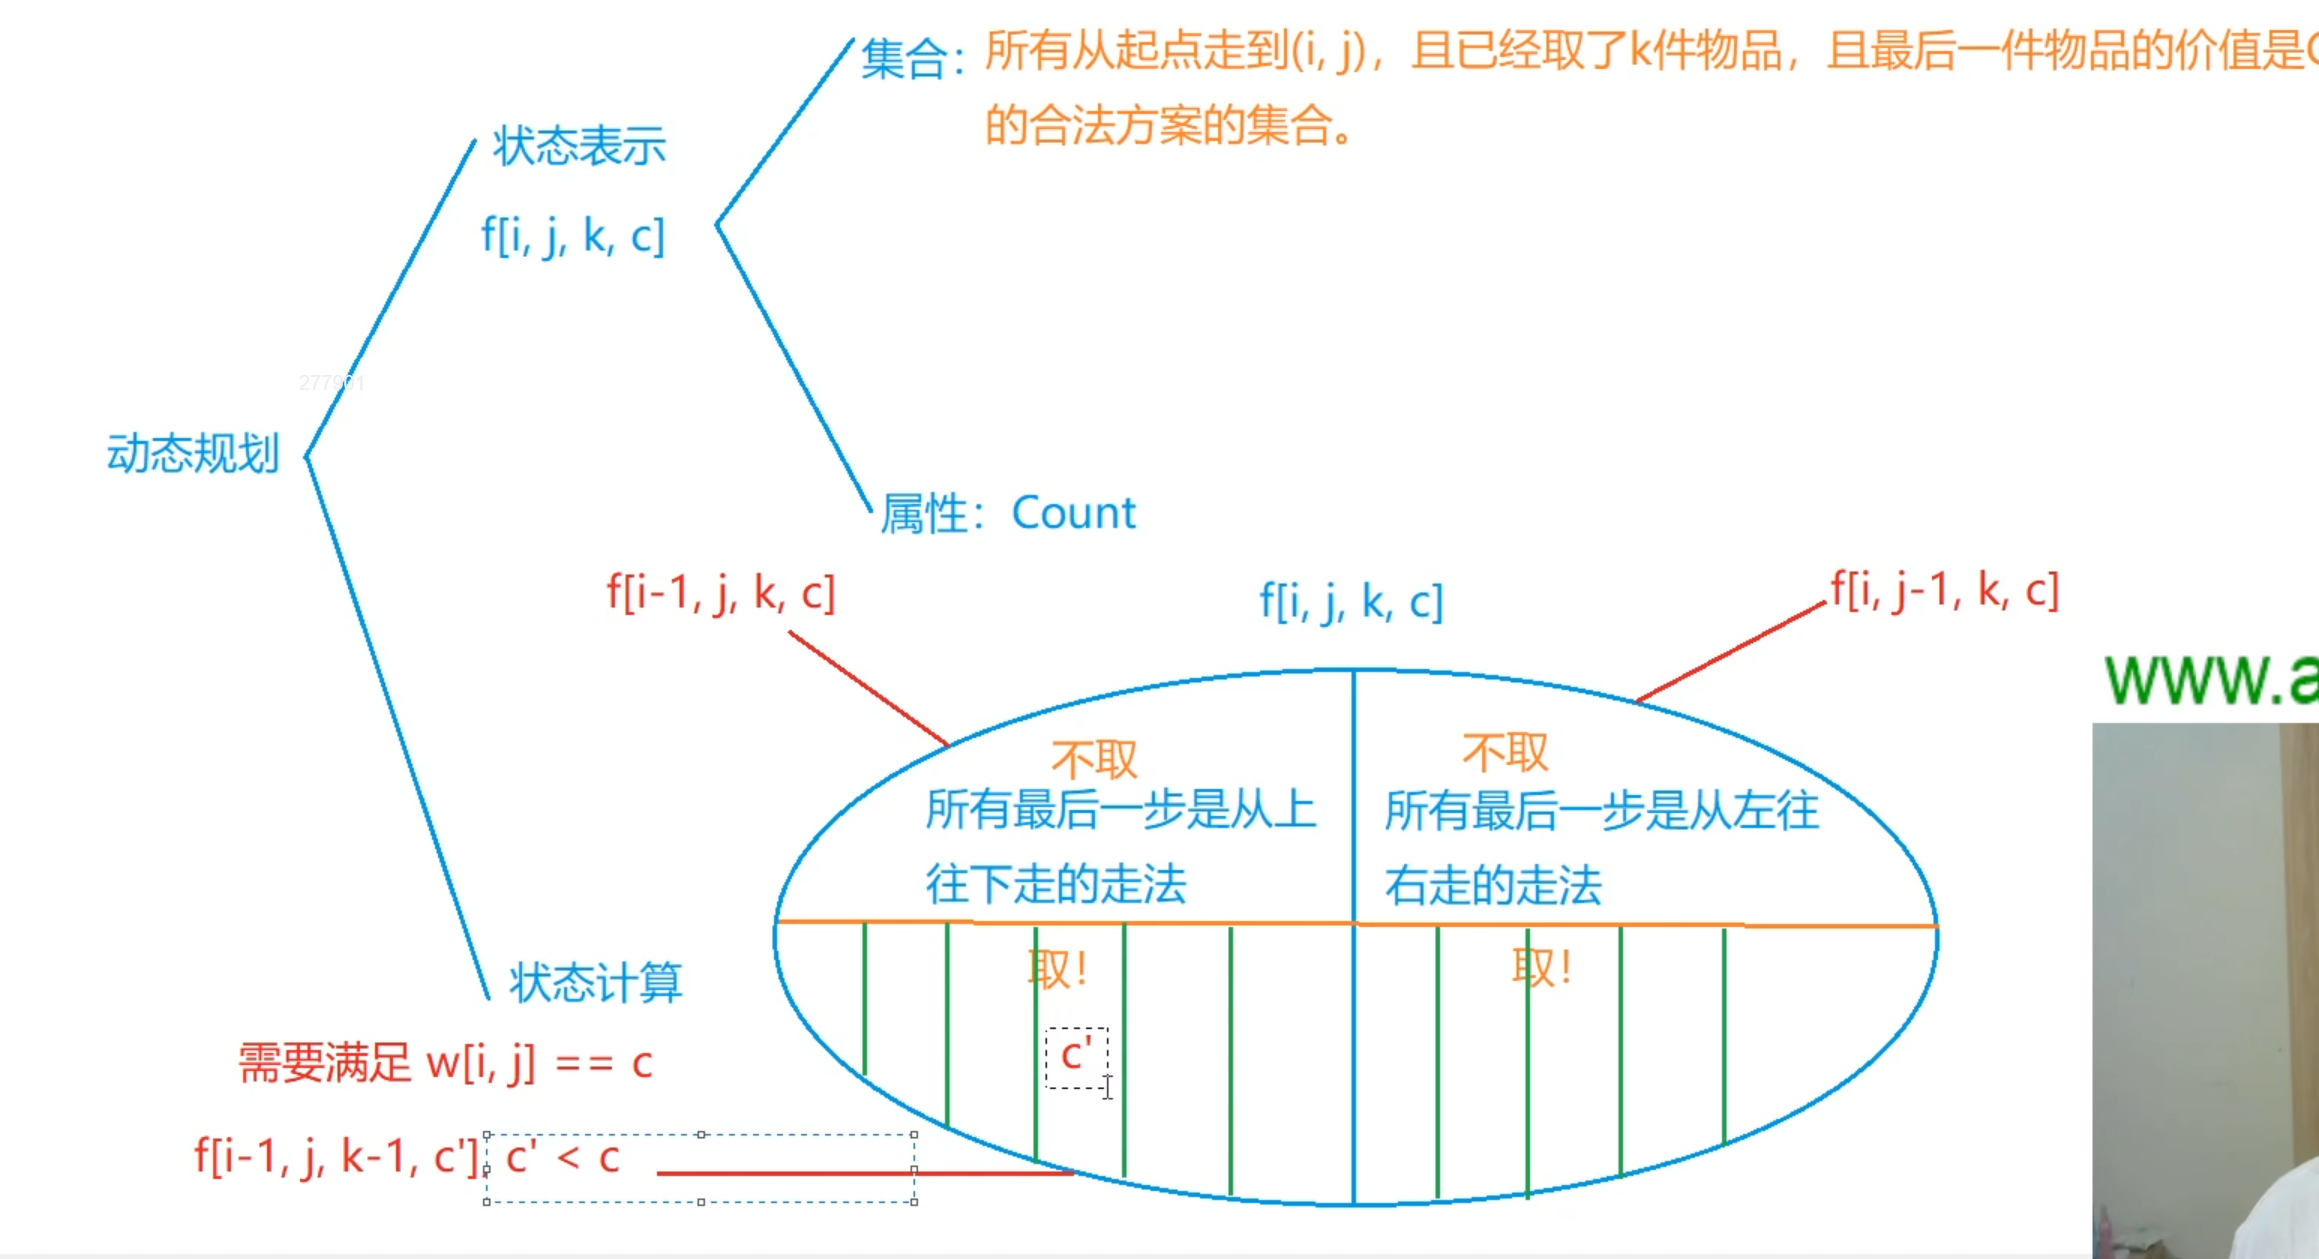 集合：所有从起点走到(i, j)，且已经取了k件物品，且最后一件物品的价值是
的合法方案的集合。
状态表示
f[i, j, k, c]
277901
动态规划
属性：Count
f[i-1, j, k, c]
f[i, j, k, c]
f[i, j-1, k, c]
www.a
不取
不取
所有最后一步是从上
往下走的走法
所有最后一步是从左往
右走的走法
取！
取！
c'
状态计算
需要满足 w[i, j] == c
f[i-1, j, k-1, c'] c' < c